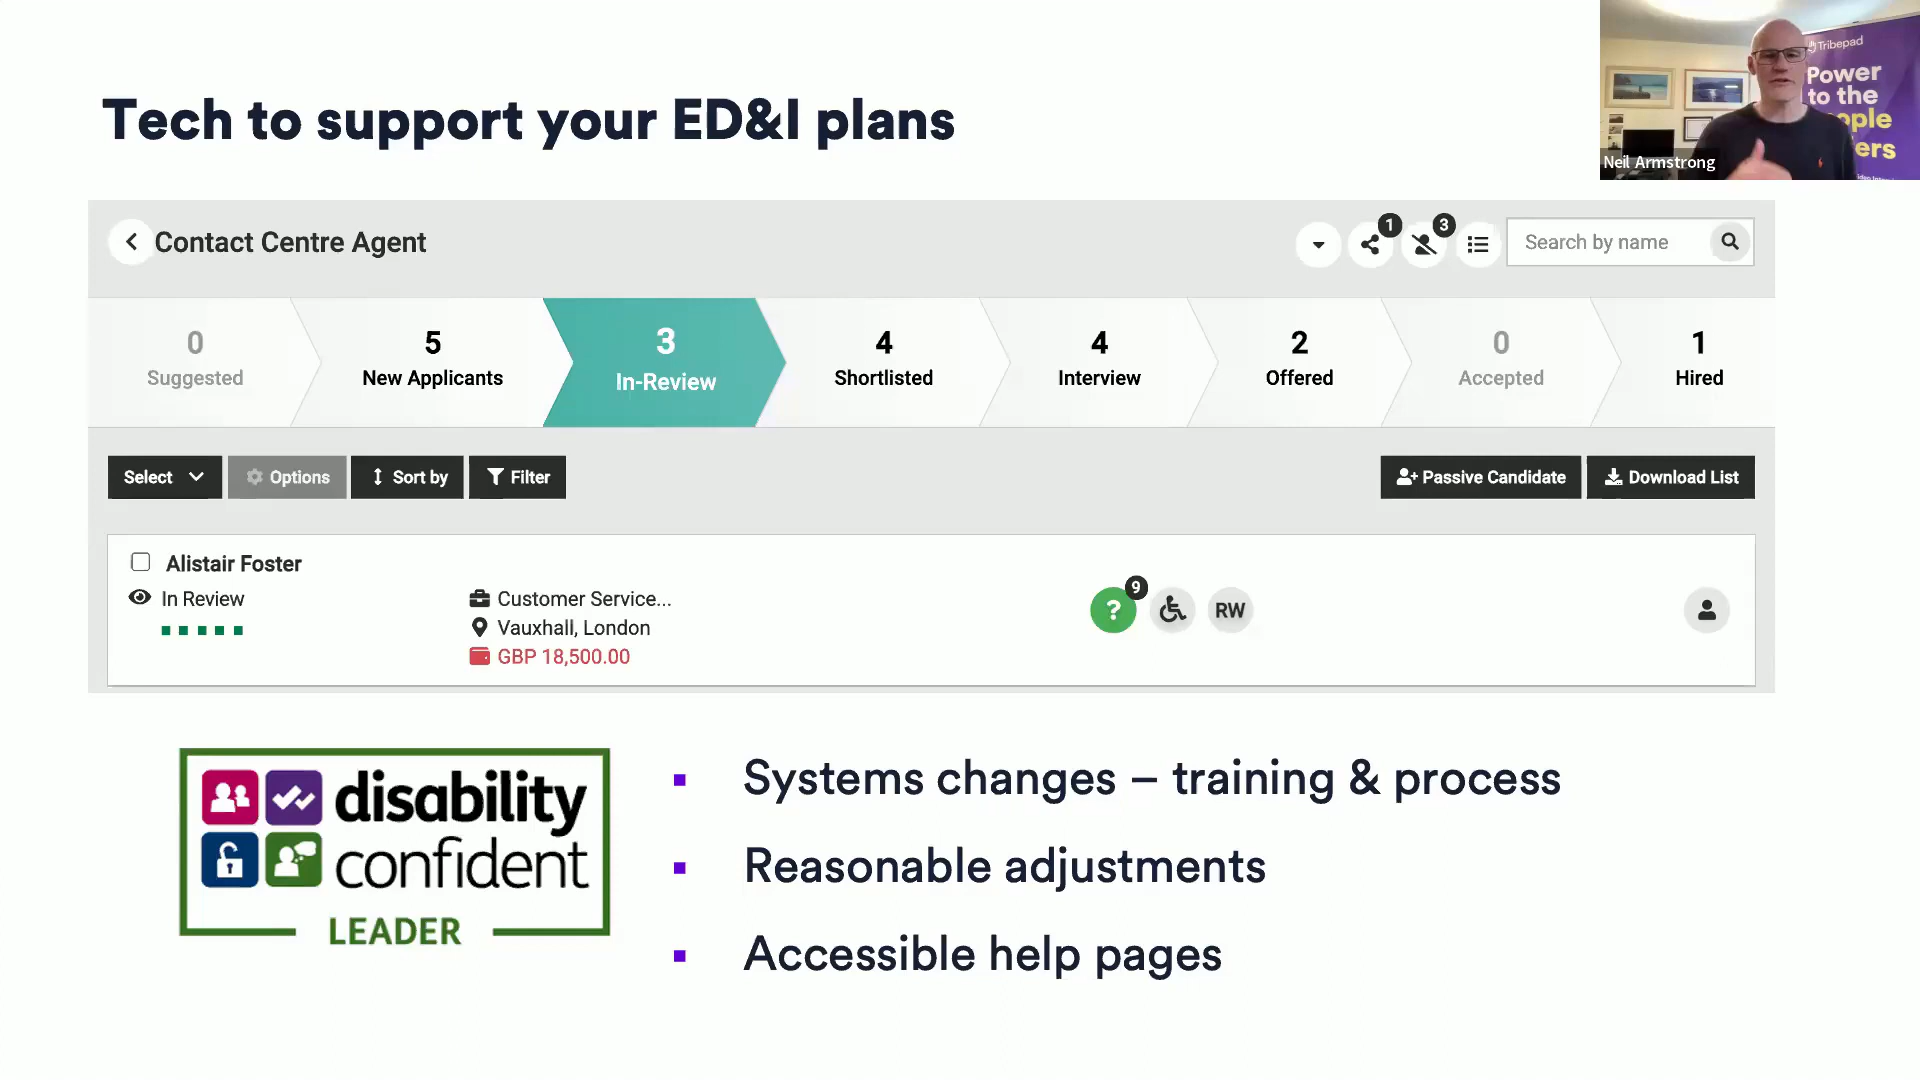 Tech to support your ED&I plans
Tribepad
Power
to the
ople
ers
Neil Armstrong
Contact Centre Agent
1
3
Search by name
0
Suggested
5
New Applicants
3
In-Review
4
Shortlisted
4
Interview
2
Offered
0
Accepted
1
Hired
Select
Options
Sort by
Filter
Passive Candidate
Download List
Alistair Foster
In Review
Customer Service...
Vauxhall, London
GBP 18,500.00
?
9
RW
disability
confident
LEADER
Systems changes – training & process
Reasonable adjustments
Accessible help pages